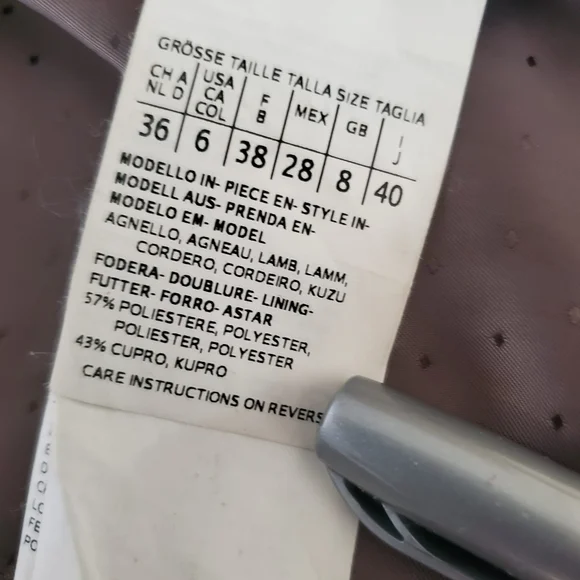 GRÖSSE TAILLE TALLA SIZE TAGLIA
CH A NL D USA CA COL F B MEX GB I J
36 6 38 28 8 40
MODELLO IN- PIECE EN- STYLE IN-
MODELL AUS- PRENDA EN-
MODELO EM- MODEL
AGNELLO, AGNEAU, LAMB, LAMM,
CORDERO, CORDEIRO, KUZU
FODERA- DOUBLURE- LINING-
FUTTER- FORRO- ASTAR
57% POLIESTERE, POLYESTER,
POLIESTER, POLYESTER
43% CUPRO, KUPRO
CARE INSTRUCTIONS ON REVERS